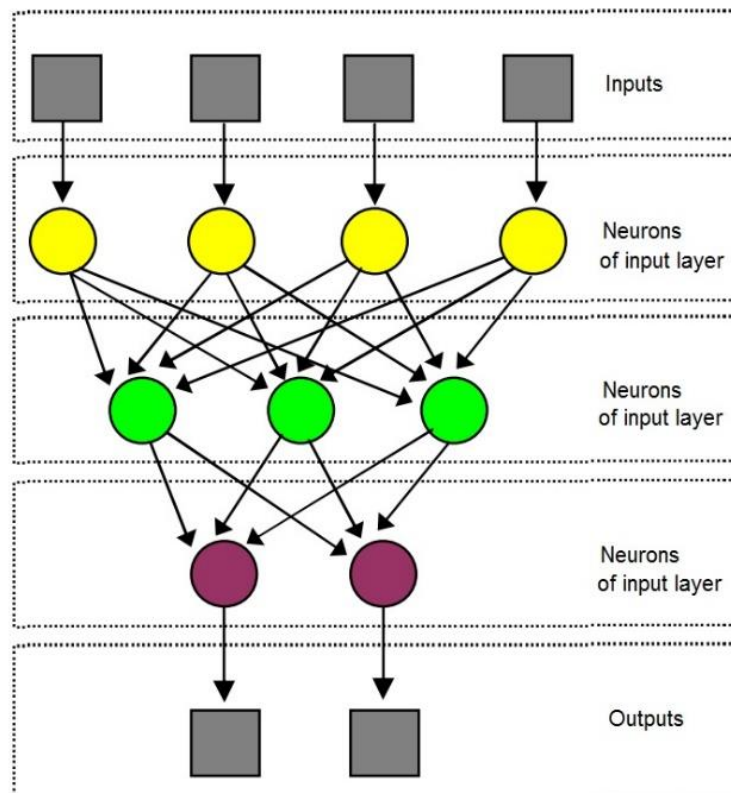 Inputs
Neurons
of input layer
Neurons
of input layer
Neurons
of input layer
Outputs